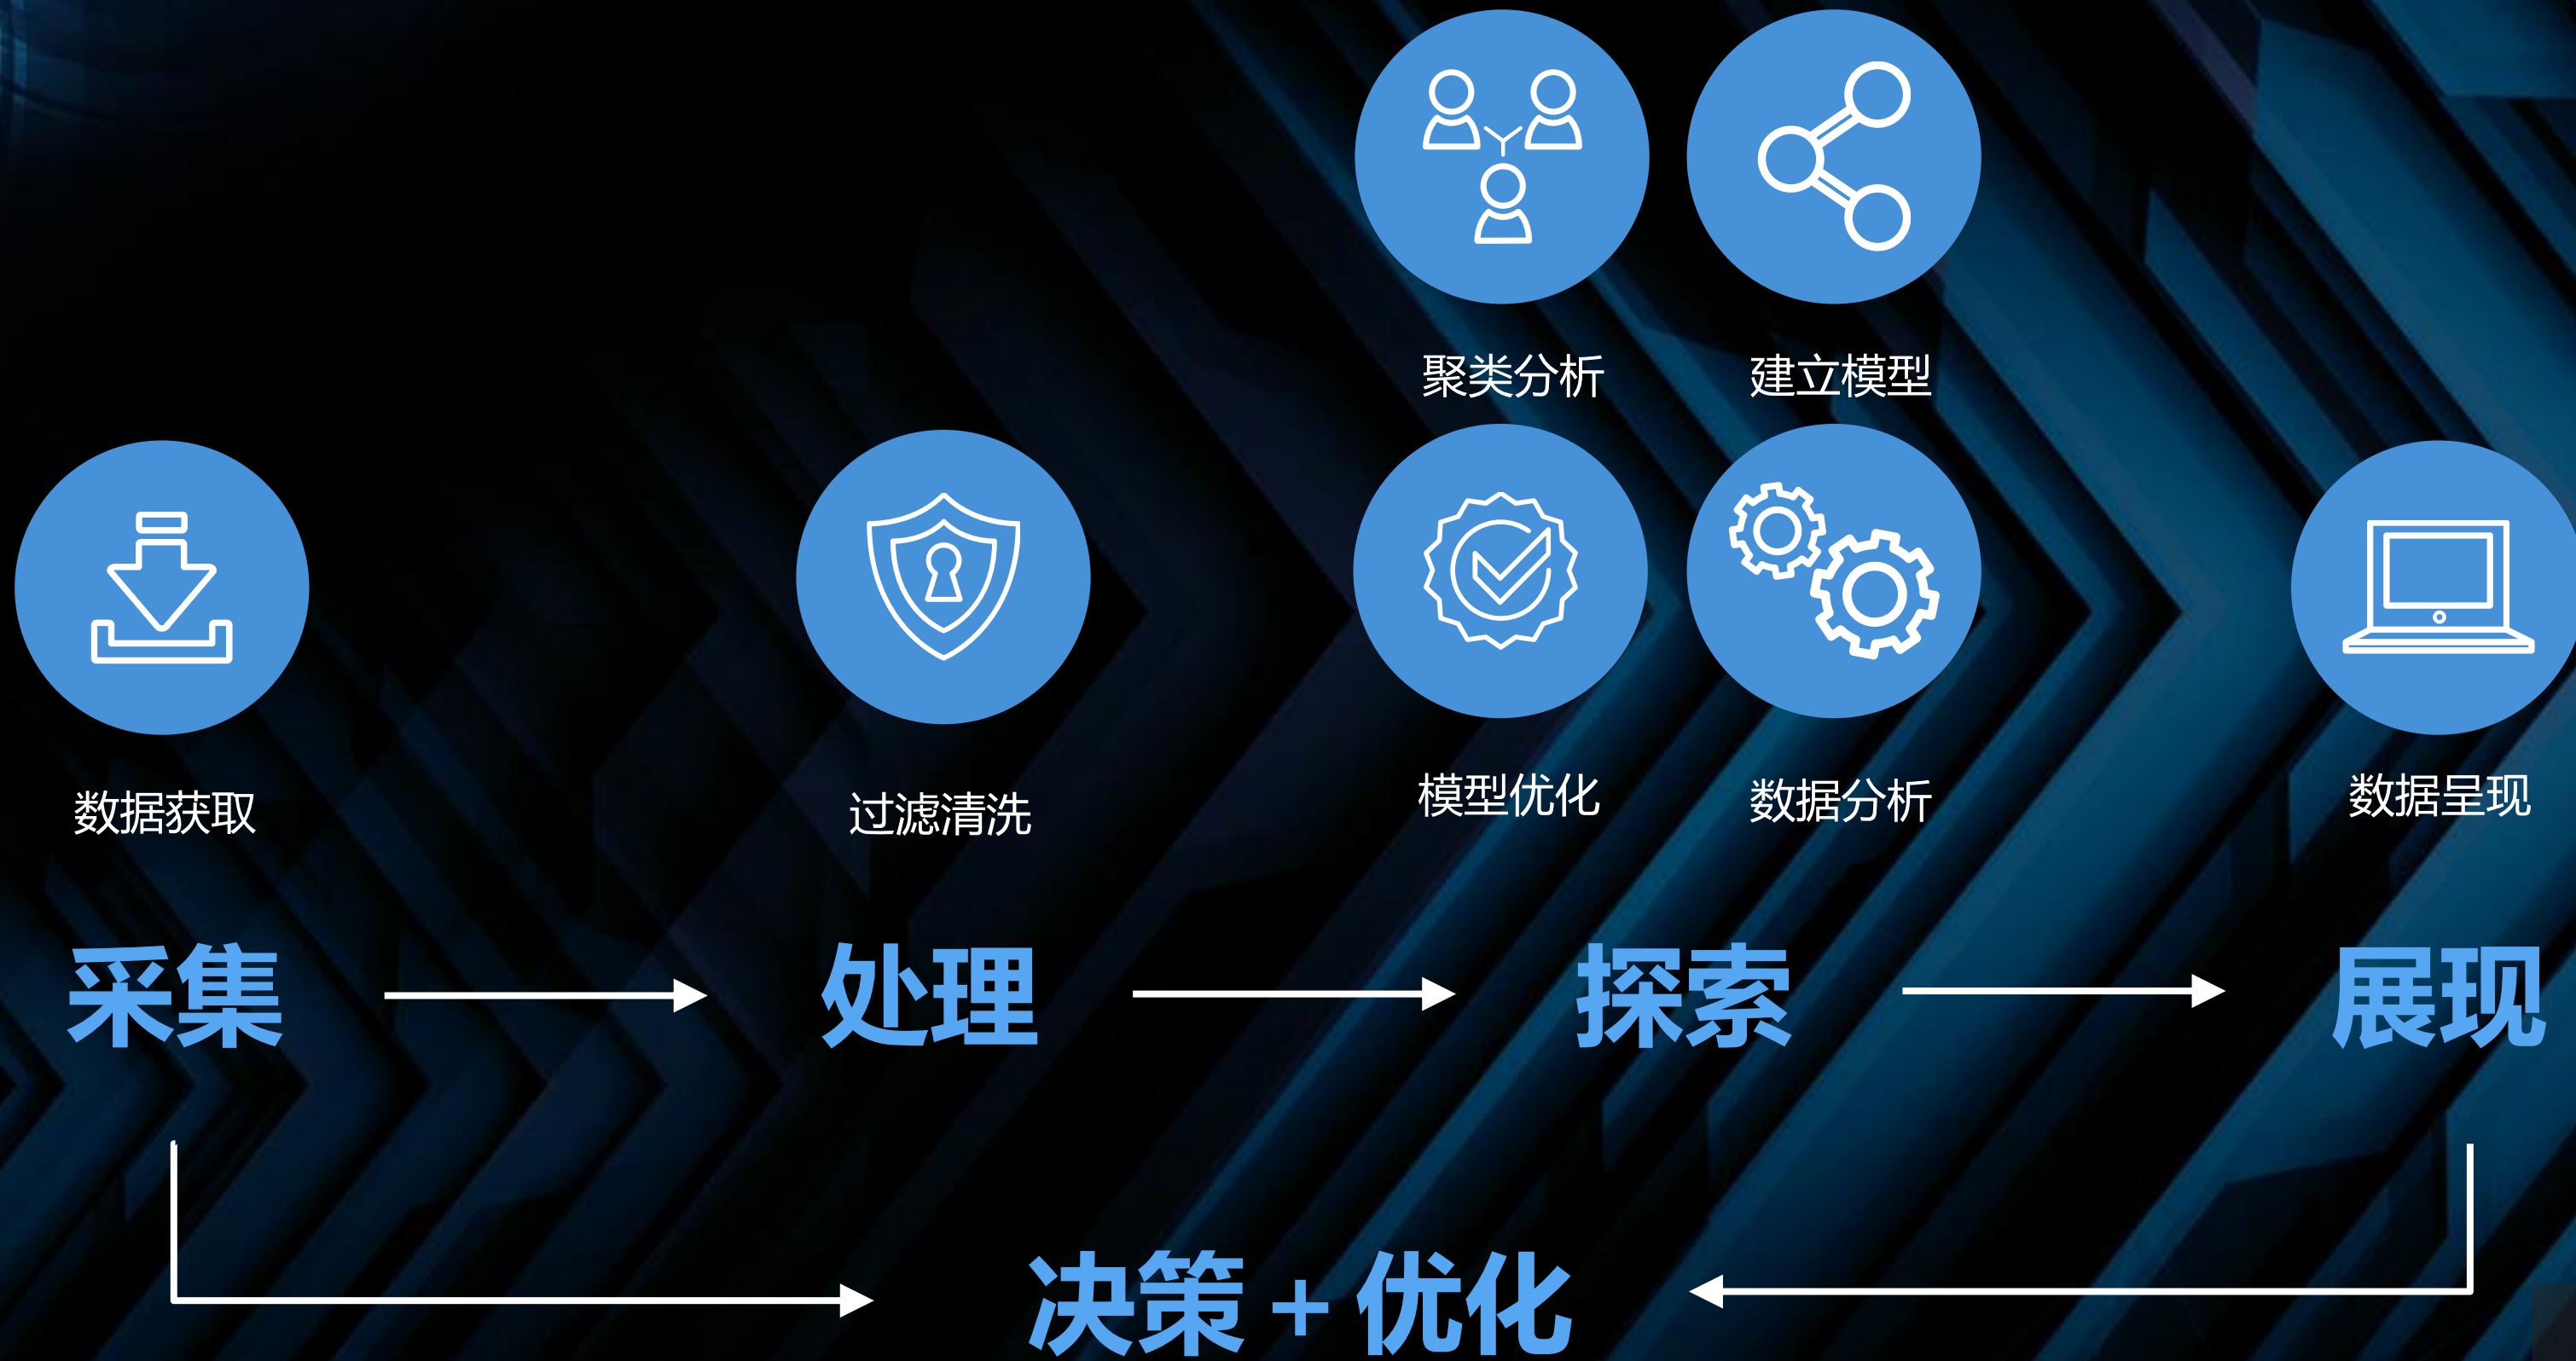 聚类分析
建立模型
数据获取
过滤清洗
模型优化
数据分析
数据呈现
采集
处理
探索
展现
决策+优化